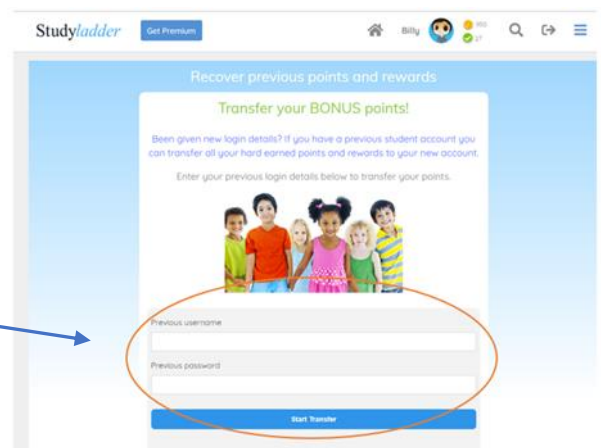 Studyladder
Get Premium
Billy
Recover previous points and rewards
Transfer your BONUS points!
Been given new login details? If you have a previous student account you
can transfer all your hard earned points and rewards to your new account.
Enter your previous login details below to transfer your points.
Previous username
Previous password
Start Transfer